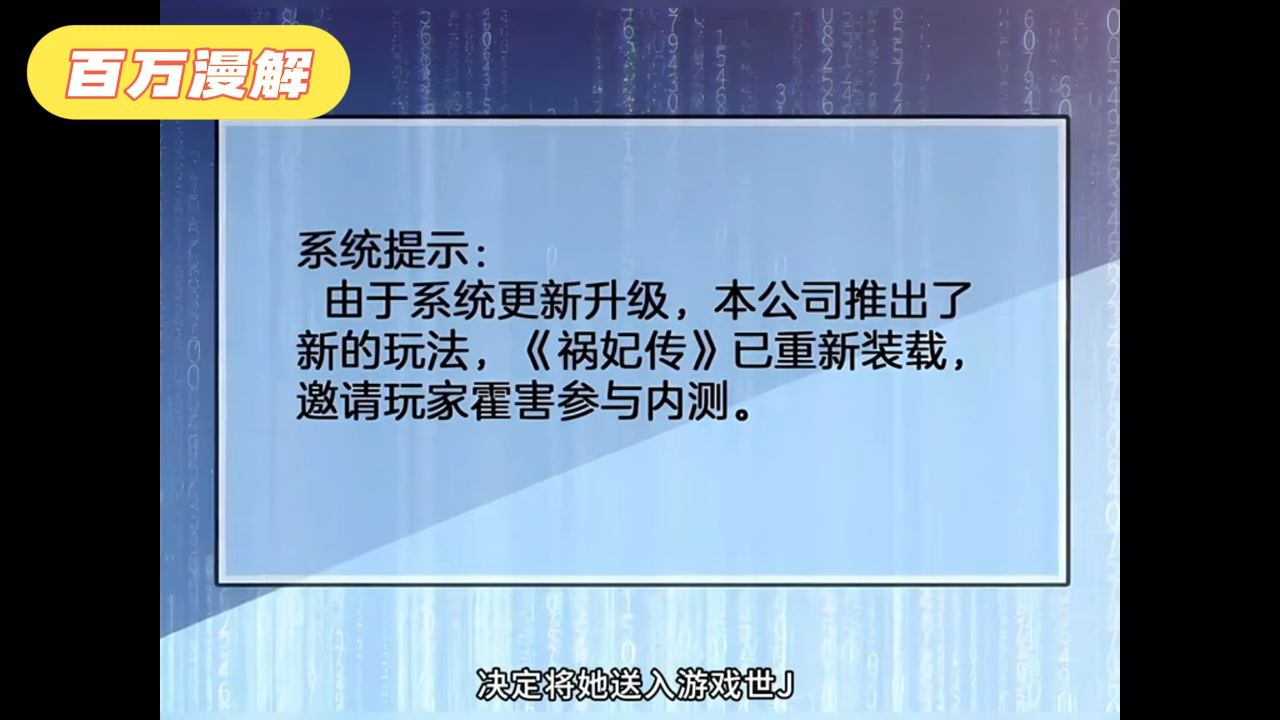 百万漫解
系统提示:
由于系统更新升级,本公司推出了
新的玩法,《祸妃传》已重新装载,
邀请玩家霍害参与内测。
决定将她送入游戏世J